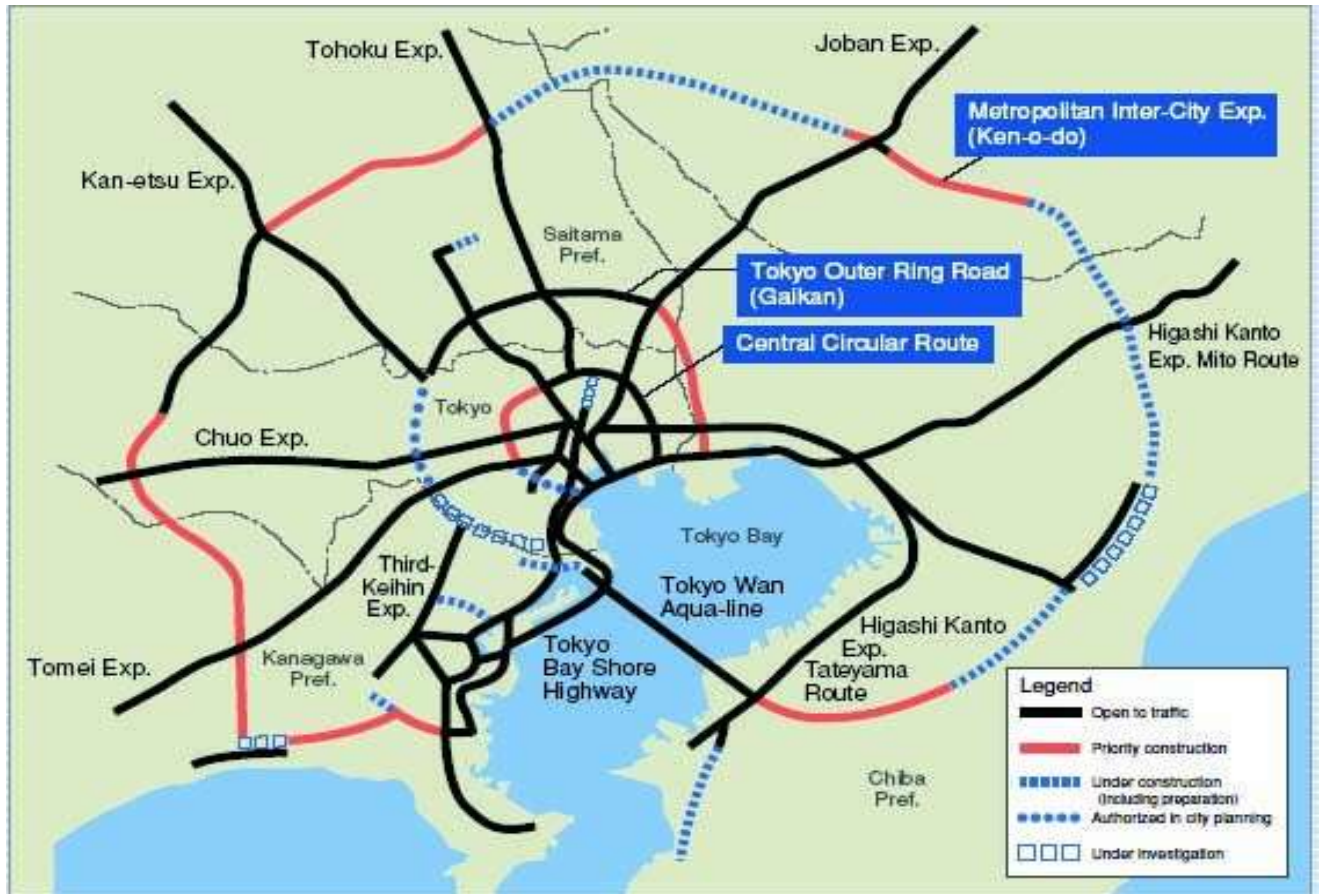 Tohoku Exp.
Joban Exp.
Metropolitan Inter-City Exp.
(Ken-o-do)
Kan-etsu Exp.
Saitama
Pref.
Tokyo Outer Ring Road
(Gaikan)
Central Circular Route
Higashi Kanto
Exp. Mito Route
Tokyo
Chuo Exp.
Tokyo Bay
Third-
Keihin
Exp.
Tokyo Wan
Aqua-line
Higashi Kanto
Exp.
Tateyama
Route
Tomei Exp.
Kanagawa
Pref.
Tokyo
Bay Shore
Highway
Chiba
Pref.
Legend
Open to traffic
Priority construction
Under construction
(including preparation)
Authorized in city planning
Under investigation